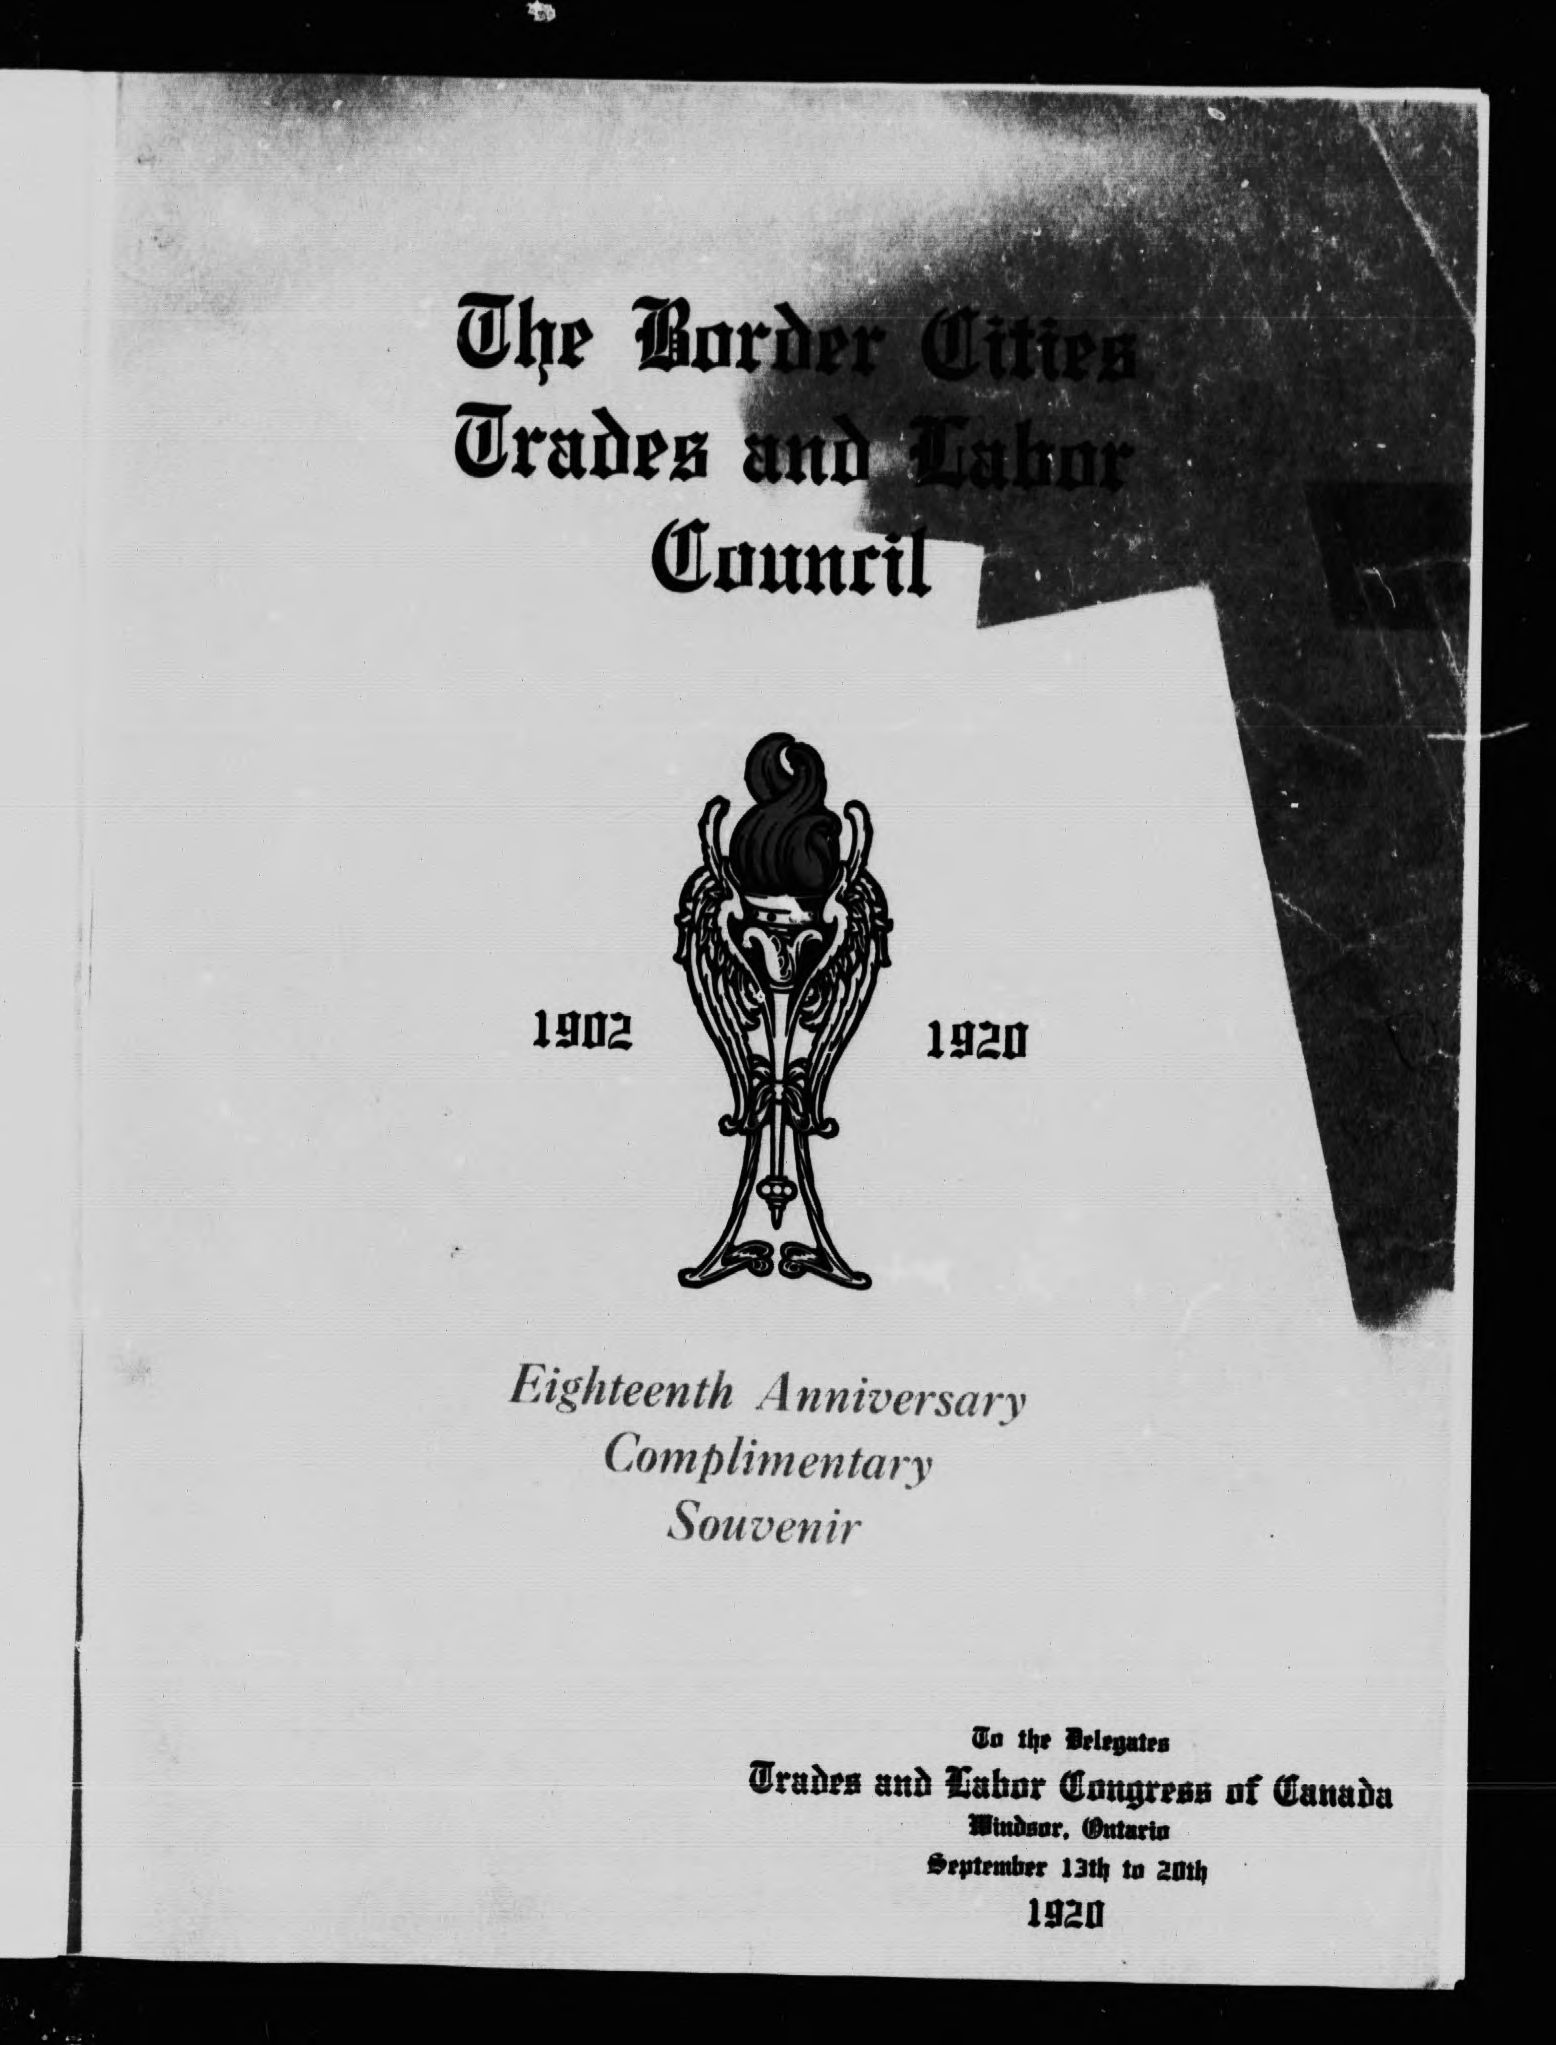 The Border Cities
Trades and Labor
Council
1902 1920
Eighteenth Anniversary
Complimentary
Souvenir
To the Delegates
Trades and Labor Congress of Canada
Windsor, Ontario
September 13th to 20th
1920